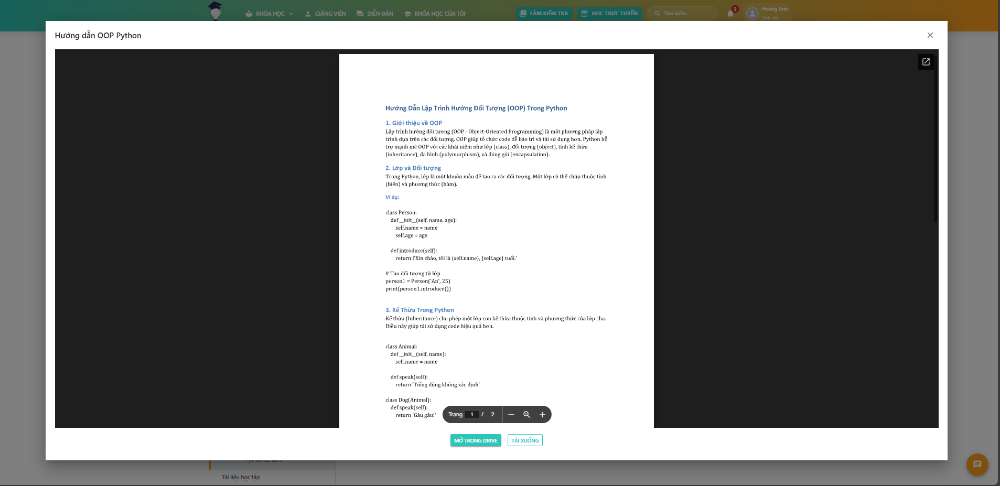 KHÓA HỌC
GIẢNG VIÊN
DIỄN ĐÀN
KHÓA HỌC CỦA TÔI
LÀM KIỂM TRA
HỌC TRỰC TUYẾN
Tìm kiếm...
3
Hoàng Anh
Sinh viên
Hướng dẫn OOP Python
Hướng Dẫn Lập Trình Hướng Đối Tượng (OOP) Trong Python
1. Giới thiệu về OOP
Lập trình hướng đối tượng (OOP - Object-Oriented Programming) là một phương pháp lập
trình dựa trên các đối tượng. OOP giúp tổ chức code dễ bảo trì và tái sử dụng hơn. Python hỗ
trợ mạnh mẽ OOP với các khái niệm như lớp (class), đối tượng (object), tính kế thừa
(inheritance), đa hình (polymorphism), và đóng gói (encapsulation).
2. Lớp và Đối tượng
Trong Python, lớp là một khuôn mẫu để tạo ra các đối tượng. Một lớp có thể chứa thuộc tính
(biến) và phương thức (hàm).
Ví dụ:
class Person:
def __init__(self, name, age):
self.name = name
self.age = age
def introduce(self):
return f'Xin chào, tôi là {self.name}, {self.age} tuổi.'
# Tạo đối tượng từ lớp
person1 = Person('An', 25)
print(person1.introduce())
3. Kế Thừa Trong Python
Kế thừa (Inheritance) cho phép một lớp con kế thừa thuộc tính và phương thức của lớp cha.
Điều này giúp tái sử dụng code hiệu quả hơn.
class Animal:
def __init__(self, name):
self.name = name
def speak(self):
return 'Tiếng động không xác định'
class Dog(Animal):
def speak(self):
return 'Gâu gâu!'
Trang 1 / 2
MỞ TRONG DRIVE
TẢI XUỐNG
Python cơ bản.
Tài liệu học tập